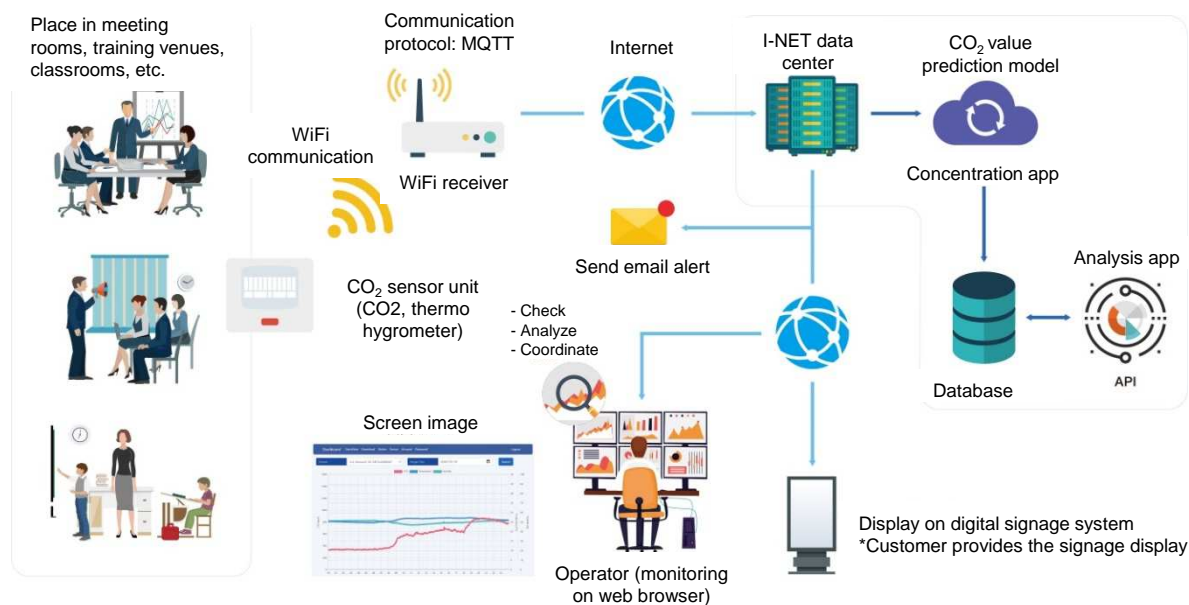 Place in meeting
rooms, training venues,
classrooms, etc.
Communication
protocol: MQTT
Internet
I-NET data
center
CO₂ value
prediction model
WiFi
communication
WiFi receiver
Concentration app
Send email alert
CO₂ sensor unit
(CO2, thermo
hygrometer)
- Check
- Analyze
- Coordinate
Analysis app
API
Database
Screen image
Operator (monitoring
on web browser)
Display on digital signage system
*Customer provides the signage display